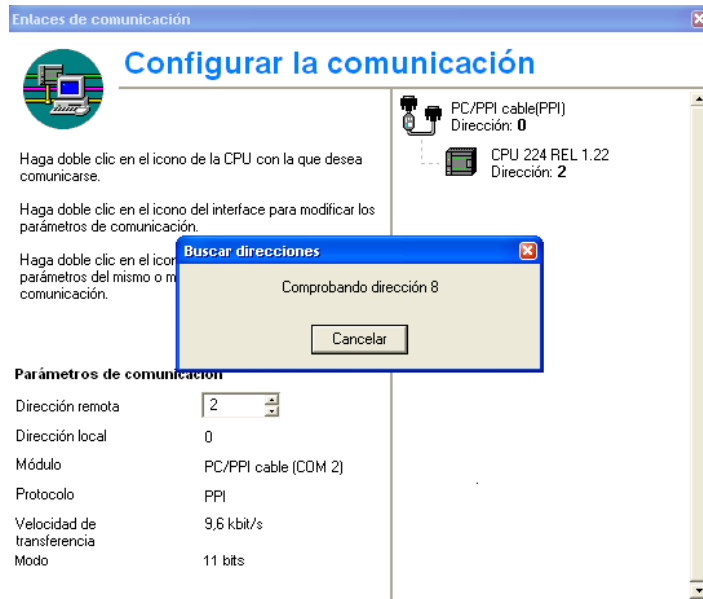 Enlaces de comunicación
Configurar la comunicación
Haga doble clic en el icono de la CPU con la que desea
comunicarse.
Haga doble clic en el icono del interface para modificar los
parámetros de comunicación.
Haga doble clic en el
parámetros del mismo o
comunicación.
Parámetros de comunicación
Dirección remota 2
Dirección local 0
Módulo PC/PPI cable (COM 2)
Protocolo PPI
Velocidad de 9,6 kbit/s
transferencia
Modo 11 bits
PC/PPI cable(PPI)
Dirección: 0
CPU 224 REL 1.22
Dirección: 2
Buscar direcciones
Comprobando dirección 8
Cancelar